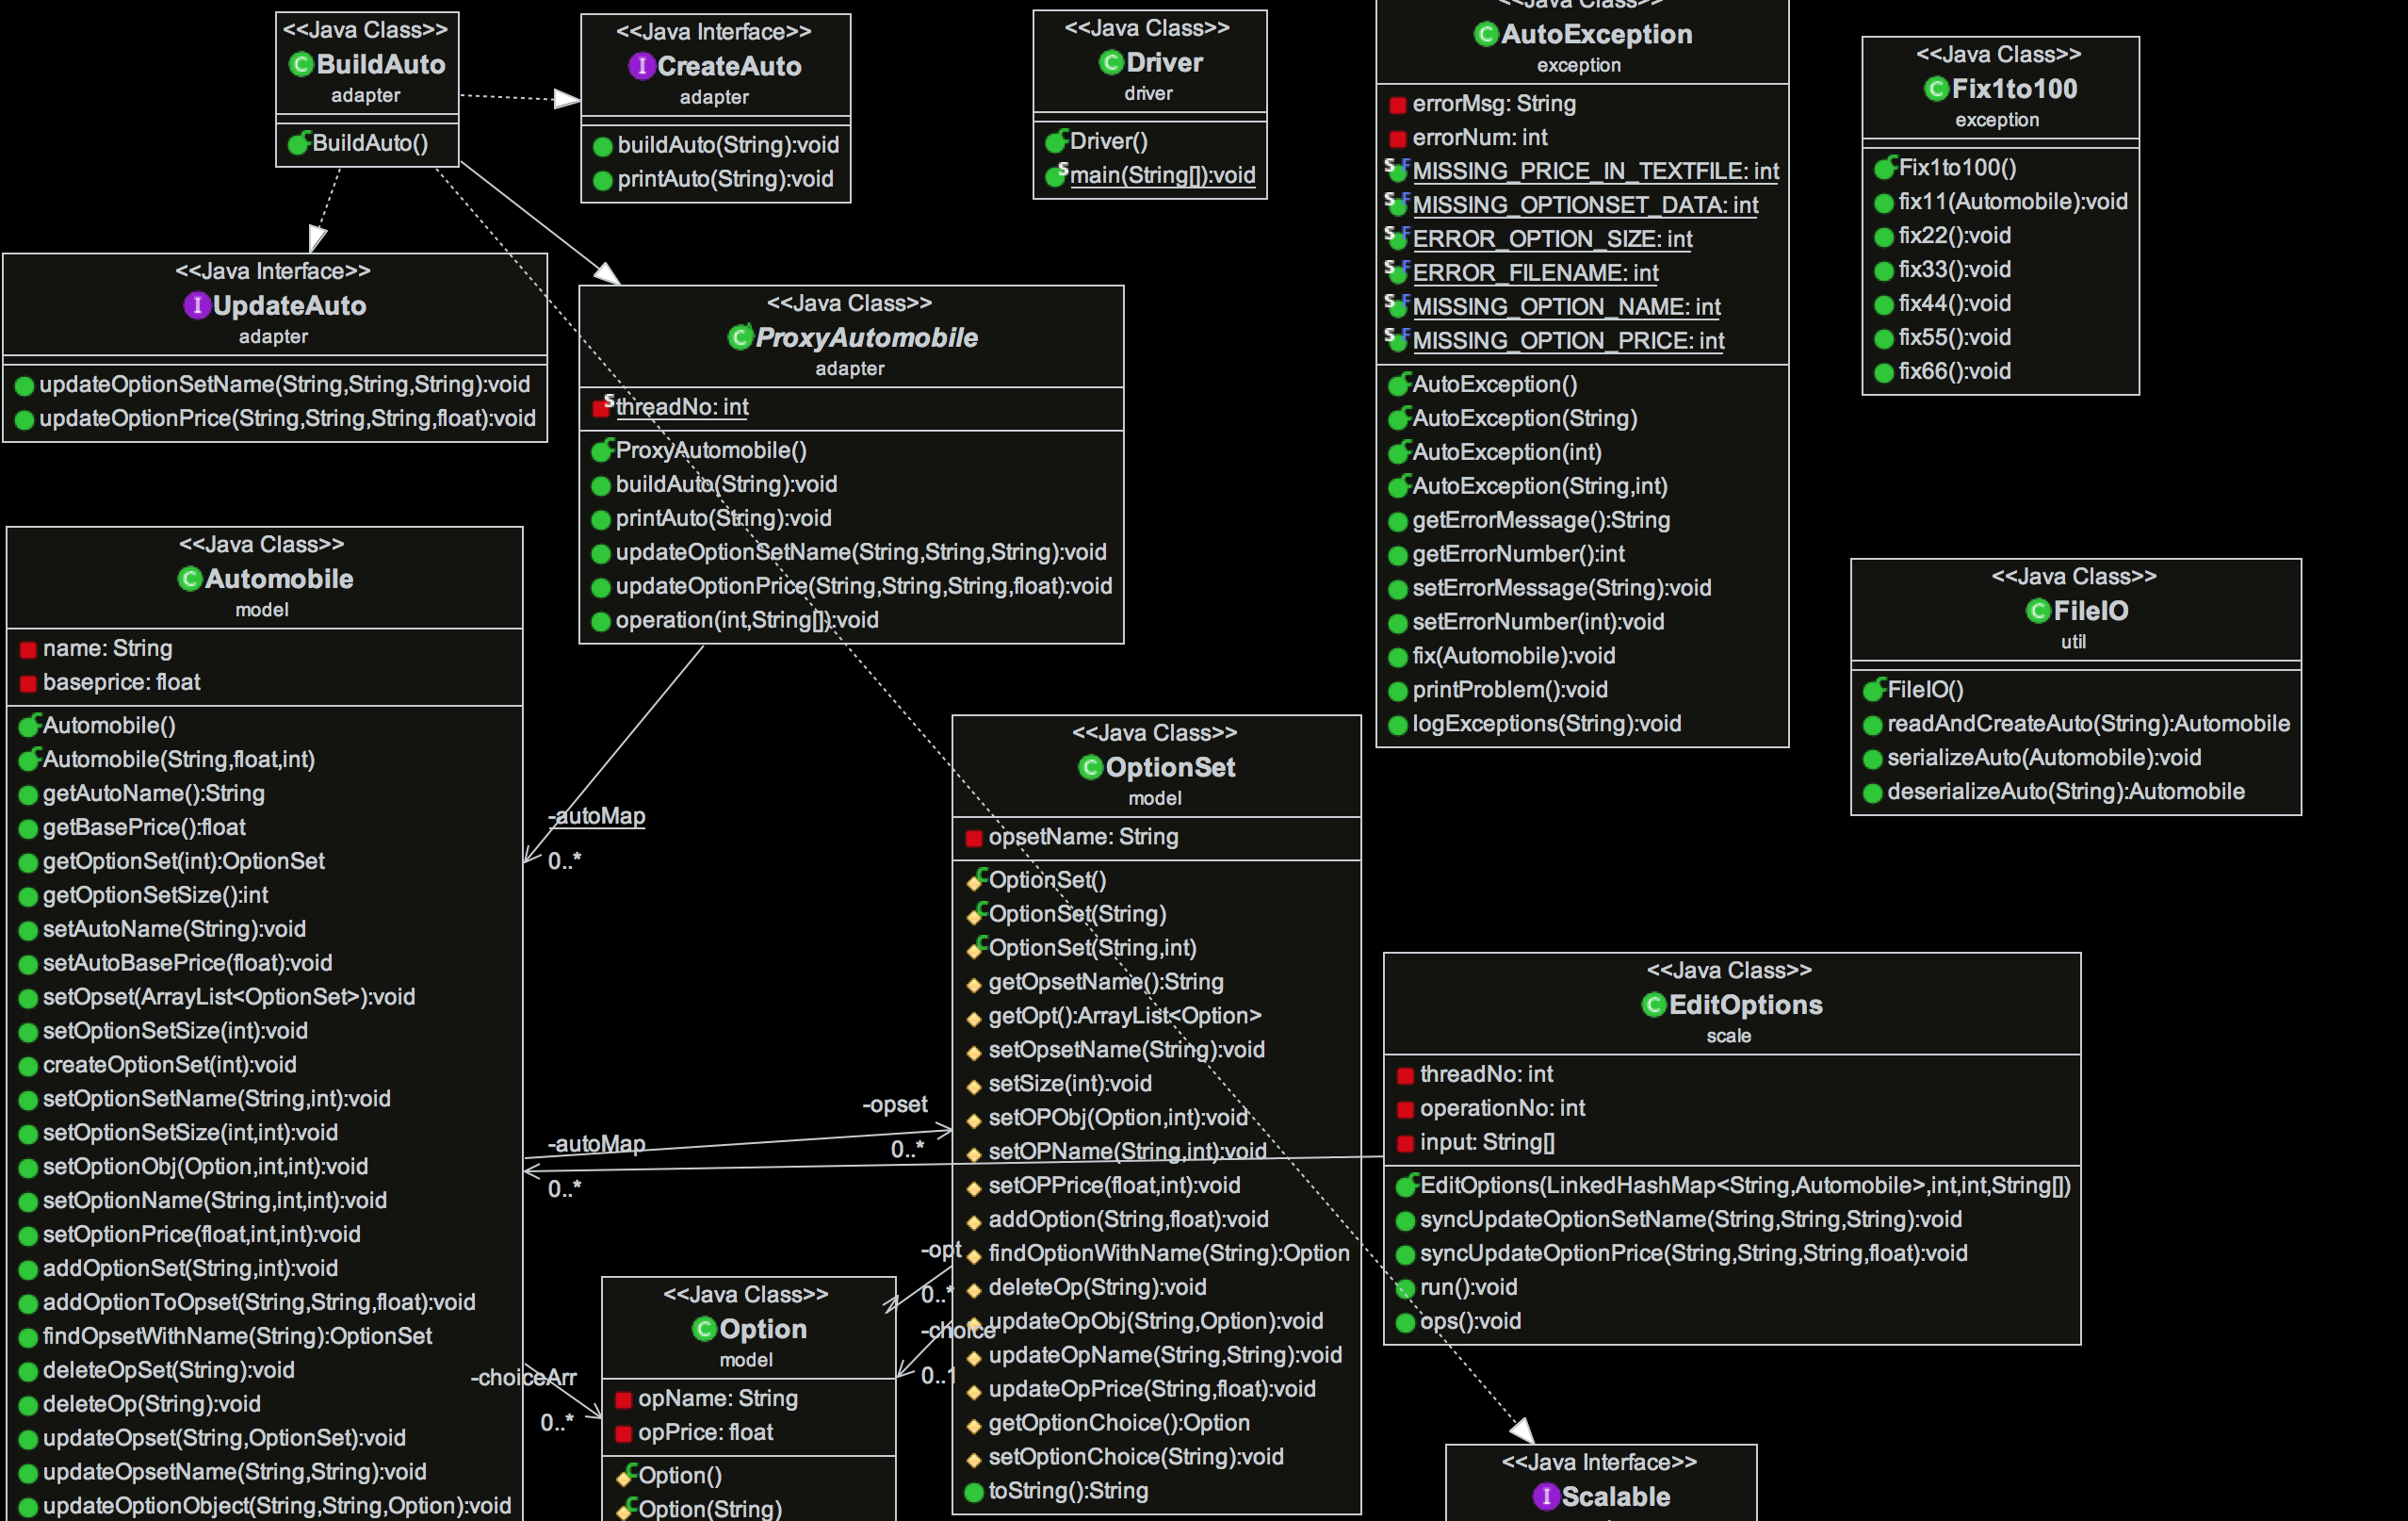 <<Java Class>>
BuildAuto
adapter
BuildAuto()
<<Java Interface>>
CreateAuto
adapter
buildAuto(String):void
printAuto(String):void
<<Java Class>>
Driver
driver
Driver()
main(String[]):void
<<Java Class>>
AutoException
exception
errorMsg: String
errorNum: int
MISSING_PRICE_IN_TEXTFILE: int
MISSING_OPTIONSET_DATA: int
ERROR_OPTION_SIZE: int
ERROR_FILENAME: int
MISSING_OPTION_NAME: int
MISSING_OPTION_PRICE: int
AutoException()
AutoException(String)
AutoException(int)
AutoException(String,int)
getErrorMessage():String
getErrorNumber():int
setErrorMessage(String):void
setErrorNumber(int):void
fix(Automobile):void
printProblem():void
logExceptions(String):void
<<Java Class>>
Fix1to100
exception
Fix1to100()
fix11(Automobile):void
fix22():void
fix33():void
fix44():void
fix55():void
fix66():void
<<Java Interface>>
UpdateAuto
adapter
updateOptionSetName(String,String,String):void
updateOptionPrice(String,String,String,float):void
<<Java Class>>
ProxyAutomobile
adapter
threadNo: int
ProxyAutomobile()
buildAuto(String):void
printAuto(String):void
updateOptionSetName(String,String,String):void
updateOptionPrice(String,String,String,float):void
operation(int,String[]):void
<<Java Class>>
Automobile
model
name: String
baseprice: float
Automobile()
Automobile(String,float,int)
getAutoName():String
getBasePrice():float
getOptionSet(int):OptionSet
getOptionSetSize():int
setAutoName(String):void
setAutoBasePrice(float):void
setOpset(ArrayList<OptionSet>):void
setOptionSetSize(int):void
createOptionSet(int):void
setOptionSetName(String,int):void
setOptionSetSize(int,int):void
setOptionObj(Option,int,int):void
setOptionName(String,int,int):void
setOptionPrice(float,int,int):void
addOptionSet(String,int):void
addOptionToOpset(String,String,float):void
findOpsetWithName(String):OptionSet
deleteOpSet(String):void
deleteOp(String):void
updateOpset(String,OptionSet):void
updateOpsetName(String,String):void
updateOptionObject(String,String,Option):void
-autoMap
0..*
-opset
0..*
-autoMap
0..*
-opt
0..*
-choice
0..1
-choiceArr
0..*
<<Java Class>>
OptionSet
model
opsetName: String
OptionSet()
OptionSet(String)
OptionSet(String,int)
getOpsetName():String
getOpt():ArrayList<Option>
setOpsetName(String):void
setSize(int):void
setOPObj(Option,int):void
setOPName(String,int):void
setOPPrice(float,int):void
addOption(String,float):void
findOptionWithName(String):Option
deleteOp(String):void
updateOpObj(String,Option):void
updateOpName(String,String):void
updateOpPrice(String,float):void
getOptionChoice():Option
setOptionChoice(String):void
toString():String
<<Java Class>>
FileIO
util
FileIO()
readAndCreateAuto(String):Automobile
serializeAuto(Automobile):void
deserializeAuto(String):Automobile
<<Java Class>>
EditOptions
scale
threadNo: int
operationNo: int
input: String[]
EditOptions(LinkedHashMap<String,Automobile>,int,int,String[])
syncUpdateOptionSetName(String,String,String):void
syncUpdateOptionPrice(String,String,String,float):void
run():void
ops():void
<<Java Class>>
Option
model
opName: String
opPrice: float
Option()
Option(String)
<<Java Interface>>
Scalable